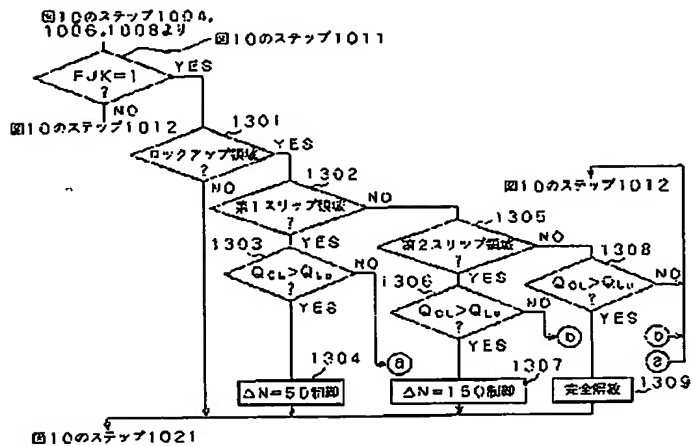 図10のステップ1004,
1006,1008より
図10のステップ1011
FJK=1
?
YES
NO
図10のステップ1012
1301
ロックアップ領域
?
YES
NO
1302
第1スリップ領域
?
NO
YES
図10のステップ1012
1305
第2スリップ領域
?
NO
YES
1303
QCL>QLU
?
NO
YES
1306
QCL>QLU
?
NO
YES
1308
QCL>QLU
?
NO
YES
a
b
b
a
1304
ΔN=50制御
1307
ΔN=150制御
完全解放
1309
図10のステップ1021